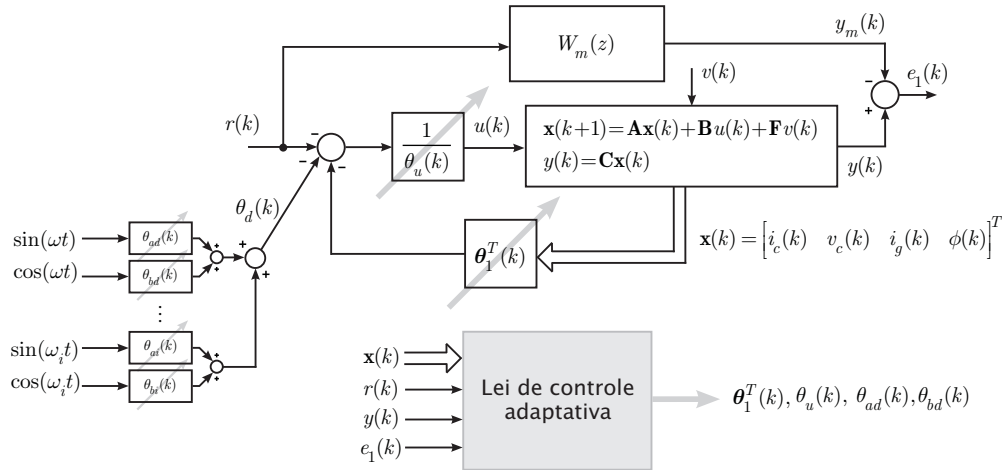 W_m(z)
y_m(k)
e_1(k)
v(k)
r(k)
1
θ_u(k)
u(k)
x(k+1)=Ax(k)+Bu(k)+Fv(k)
y(k)=Cx(k)
y(k)
θ_d(k)
θ_1^T(k)
x(k) = [i_c(k) v_c(k) i_g(k) φ(k)]^T
sin(ωt)
θ_ad(k)
cos(ωt)
θ_bd(k)
⋮
sin(ω_i t)
θ_ai(k)
cos(ω_i t)
θ_bi(k)
x(k)
r(k)
y(k)
e_1(k)
Lei de controle
adaptativa
θ_1^T(k), θ_u(k), θ_ad(k), θ_bd(k)